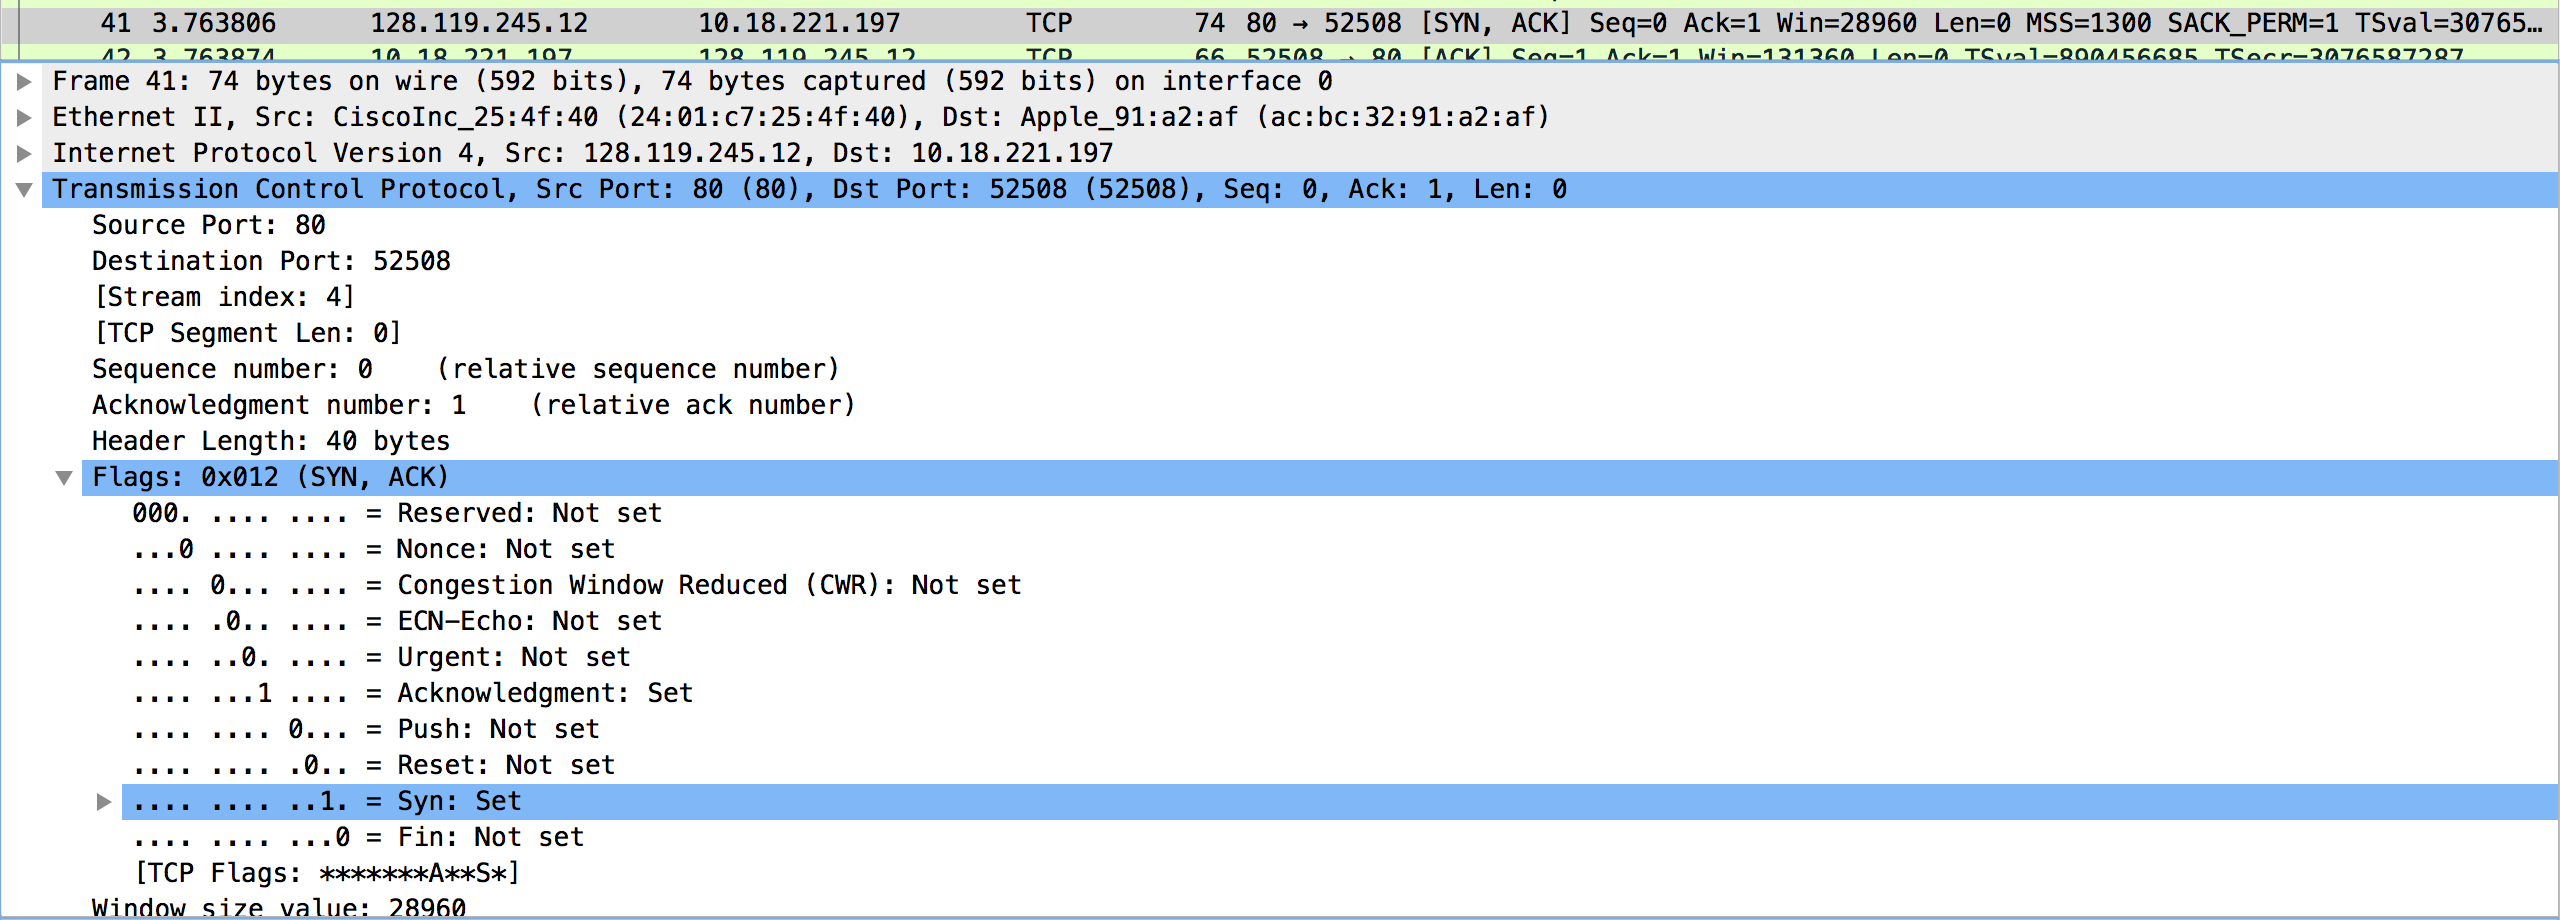 41 3.763806 128.119.245.12 10.18.221.197 TCP 74 80 → 52508 [SYN, ACK] Seq=0 Ack=1 Win=28960 Len=0 MSS=1300 SACK_PERM=1 TSval=30765…
42 3.763874 10.18.221.197 128.119.245.12 TCP 66 52508 → 80 [ACK] Seq=1 Ack=1 Win=131360 Len=0 TSval=890456685 TSecr=3076587287
Frame 41: 74 bytes on wire (592 bits), 74 bytes captured (592 bits) on interface 0
Ethernet II, Src: CiscoInc_25:4f:40 (24:01:c7:25:4f:40), Dst: Apple_91:a2:af (ac:bc:32:91:a2:af)
Internet Protocol Version 4, Src: 128.119.245.12, Dst: 10.18.221.197
Transmission Control Protocol, Src Port: 80 (80), Dst Port: 52508 (52508), Seq: 0, Ack: 1, Len: 0
Source Port: 80
Destination Port: 52508
[Stream index: 4]
[TCP Segment Len: 0]
Sequence number: 0    (relative sequence number)
Acknowledgment number: 1    (relative ack number)
Header Length: 40 bytes
Flags: 0x012 (SYN, ACK)
000. .... .... = Reserved: Not set
...0 .... .... = Nonce: Not set
.... 0... .... = Congestion Window Reduced (CWR): Not set
.... .0.. .... = ECN-Echo: Not set
.... ..0. .... = Urgent: Not set
.... ...1 .... = Acknowledgment: Set
.... .... 0... = Push: Not set
.... .... .0.. = Reset: Not set
.... .... ..1. = Syn: Set
.... .... ...0 = Fin: Not set
[TCP Flags: *******A**S*]
Window size value: 28960